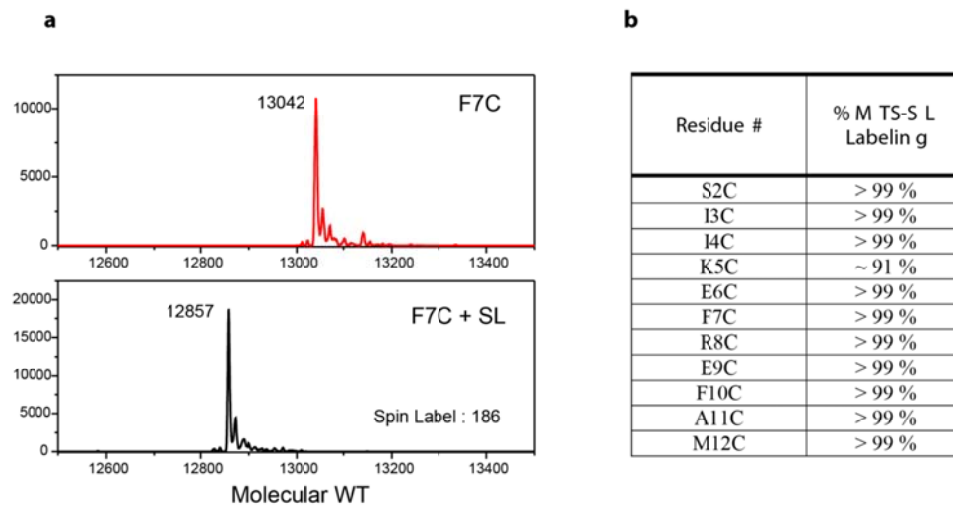 a
13042
F7C
10000
5000
0
12600 12800 13000 13200 13400
12857
F7C + SL
20000
15000
10000
5000
0
Spin Label : 186
12600 12800 13000 13200 13400
Molecular WT
b
Residue # % M TS-S L
Labelin g
S2C > 99 %
I3C > 99 %
I4C > 99 %
K5C ~ 91 %
E6C > 99 %
F7C > 99 %
R8C > 99 %
E9C > 99 %
F10C > 99 %
A11C > 99 %
M12C > 99 %